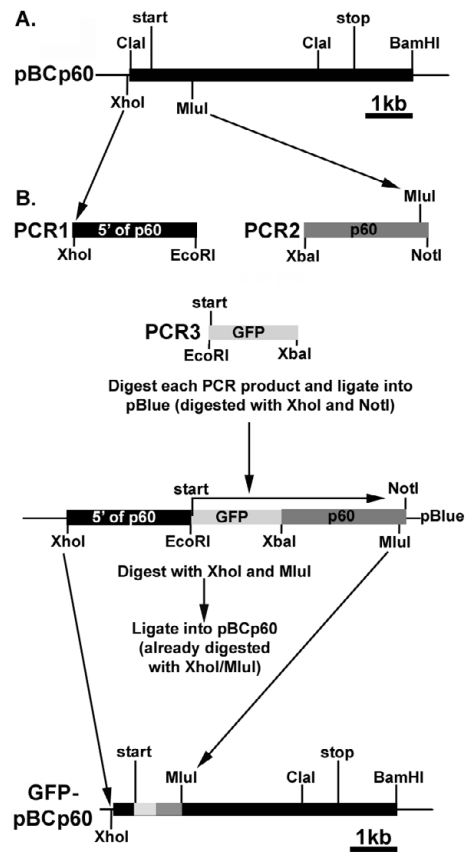 A.
start
stop
ClaI
ClaI
BamHI
pBCp60
XhoI
MluI
1kb
B.
MluI
PCR1
5' of p60
PCR2
p60
XhoI
EcoRI
XbaI
NotI
start
PCR3
GFP
EcoRI
XbaI
Digest each PCR product and ligate into
pBlue (digested with XhoI and NotI)
start
NotI
5' of p60
GFP
p60
pBlue
XhoI
EcoRI
XbaI
MluI
Digest with XhoI and MluI
Ligate into pBCp60
(already digested
with XhoI/MluI)
start
stop
MluI
ClaI
BamHI
GFP-
pBCp60
XhoI
1kb